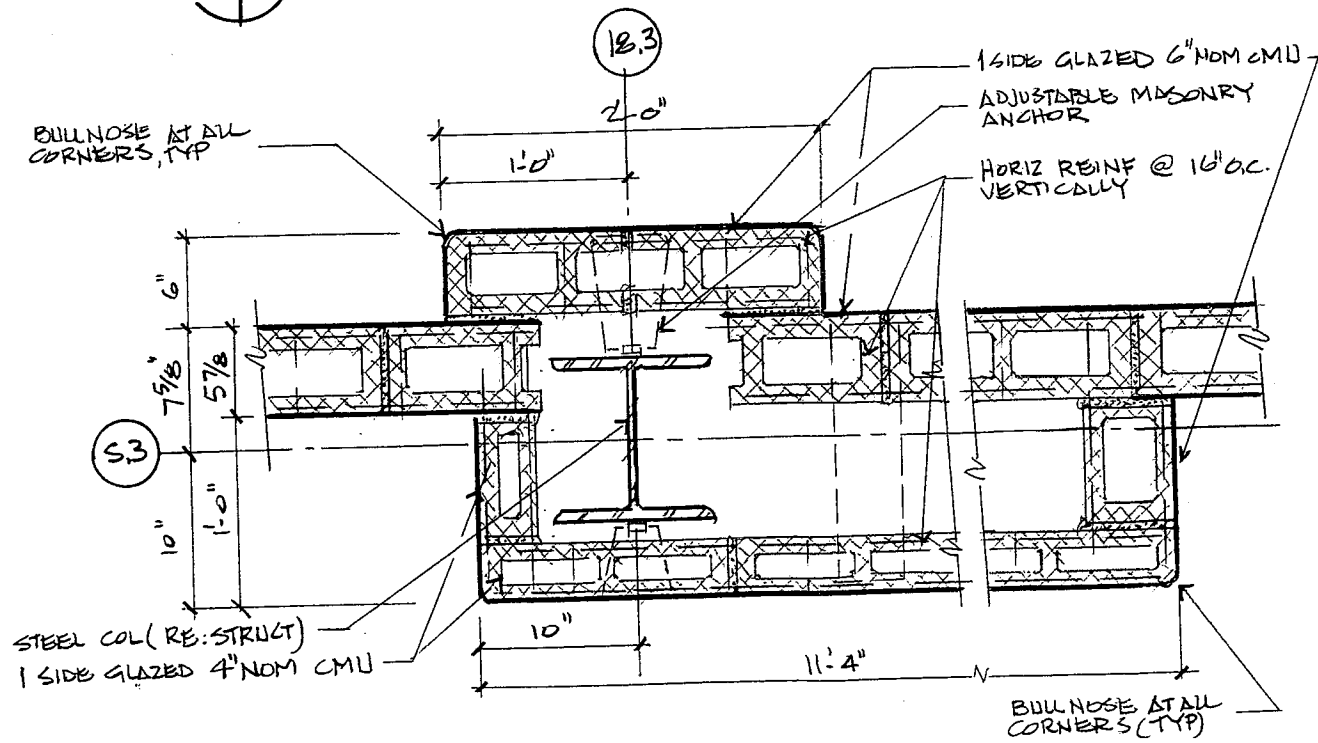 18.3
1 SIDE GLAZED 6" NOM CMU
ADJUSTABLE MASONRY
ANCHOR
2'-0"
BULLNOSE AT ALL
CORNERS, TYP
1'-0"
HORIZ REINF @ 16" O.C.
VERTICALLY
6"
7 5/8"
5 7/8
S.3
10"
1'-0"
STEEL COL (RE: STRUCT)
1 SIDE GLAZED 4" NOM CMU
10"
11'-4"
BULLNOSE AT ALL
CORNERS (TYP)